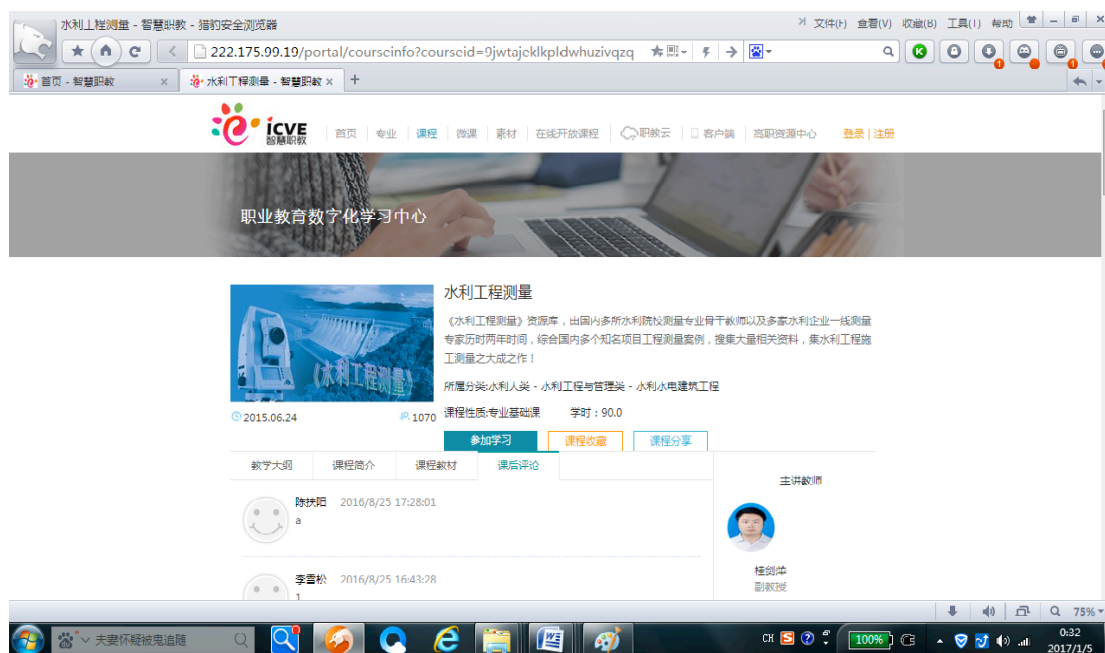 水利工程测量 - 智慧职教 - 猎豹安全浏览器
文件(F) 查看(V) 收藏(B) 工具(T) 帮助
222.175.99.19/portal/courseinfo?courseid=9jwtajcklkpldwhuzivqzq
首页 - 智慧职教
水利工程测量 - 智慧职教
icve
智慧职教
首页 专业 课程 微课 素材 在线开放课程 职教云 客户端 高职资源中心 登录 | 注册
职业教育数字化学习中心
水利工程测量
《水利工程测量》资源库，由国内多所水利院校测量专业骨干教师以及多家水利企业一线测量
专家历时两年时间，综合国内多个知名项目工程测量案例，搜集大量相关资料，集水利工程施
工测量之大成之作！
《水利工程测量》
所属分类:水利大类 - 水利工程与管理类 - 水利水电建筑工程
2015.06.24 1070
课程性质:专业基础课 学时：90.0
参加学习 课程收藏 课程分享
教学大纲 课程简介 课程教材 课后评论
主讲教师
陈扶阳 2016/8/25 17:28:01
a
李雪松 2016/8/25 16:43:28
1
副教授
75%
夫妻怀疑被鬼追随
CH
100%
0:32
2017/1/5